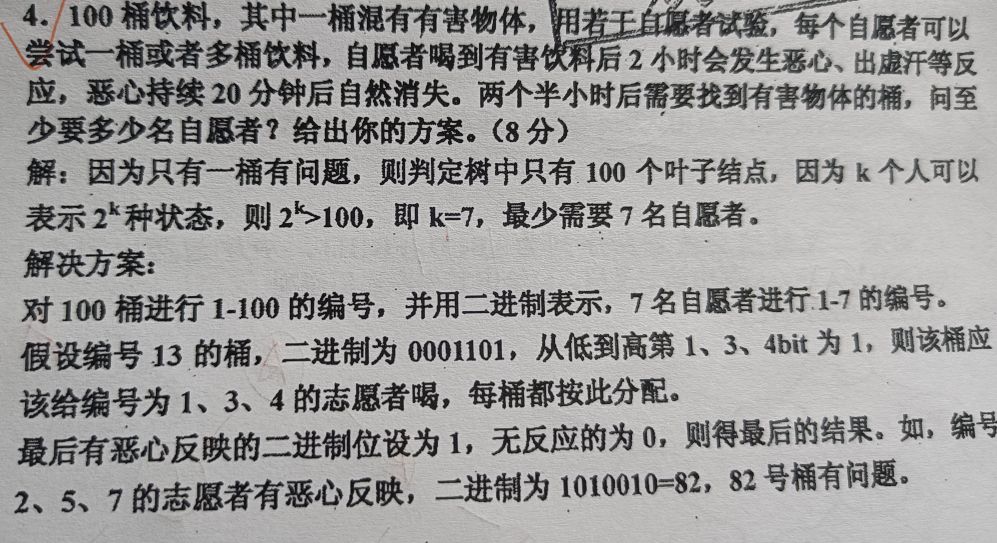 4. 100 桶饮料，其中一桶混有有害物体，用若干自愿者试验，每个自愿者可以
尝试一桶或者多桶饮料，自愿者喝到有害饮料后 2 小时会发生恶心、出虚汗等反
应，恶心持续 20 分钟后自然消失。两个半小时后需要找到有害物体的桶，问至
少要多少名自愿者？给出你的方案。（8 分）
解：因为只有一桶有问题，则判定树中只有 100 个叶子结点，因为 k 个人可以
表示 2ᵏ 种状态，则 2ᵏ>100，即 k=7，最少需要 7 名自愿者。
解决方案：
对 100 桶进行 1-100 的编号，并用二进制表示，7 名自愿者进行 1-7 的编号。
假设编号 13 的桶，二进制为 0001101，从低到高第 1、3、4bit 为 1，则该桶应
该给编号为 1、3、4 的志愿者喝，每桶都按此分配。
最后有恶心反映的二进制位设为 1，无反应的为 0，则得最后的结果。如，编号
2、5、7 的志愿者有恶心反映，二进制为 1010010=82，82 号桶有问题。